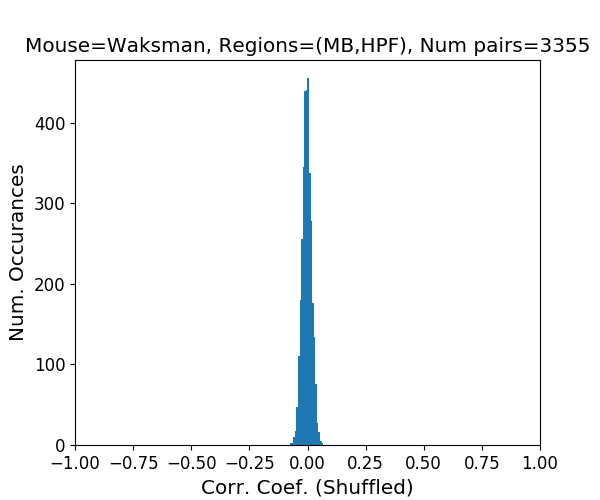 Mouse=Waksman, Regions=(MB,HPF), Num pairs=3355
Num. Occurances
400
300
200
100
0
−1.00 −0.75 −0.50 −0.25 0.00 0.25 0.50 0.75 1.00
Corr. Coef. (Shuffled)